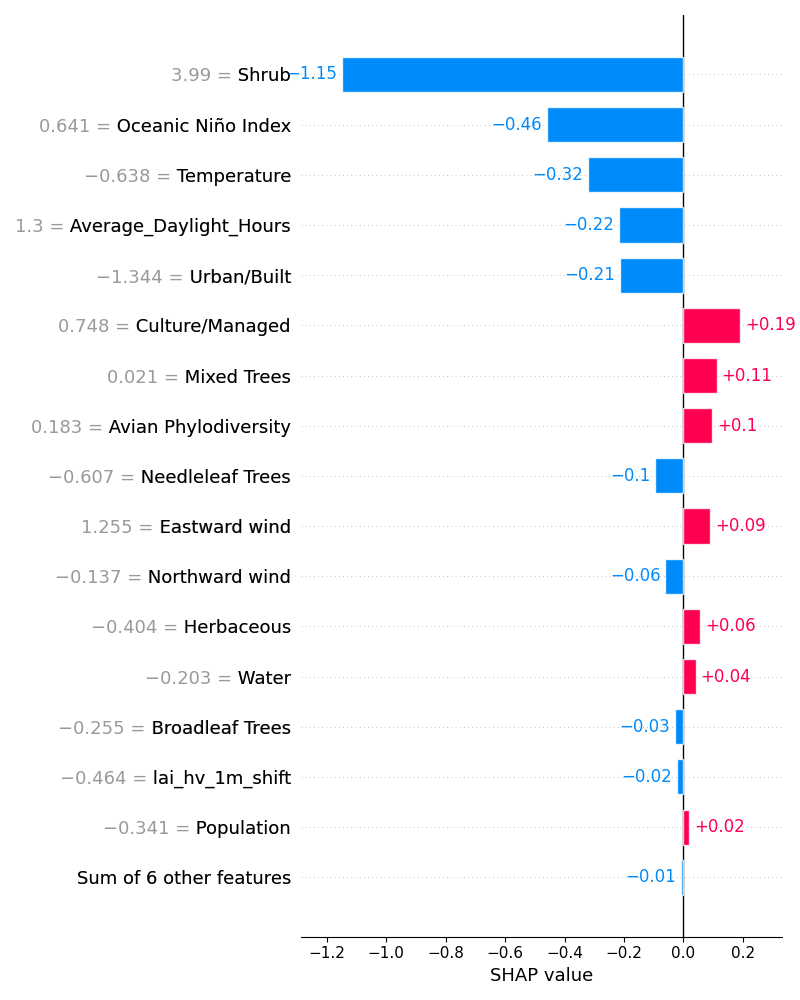 3.99 = Shrub −1.15
0.641 = Oceanic Niño Index −0.46
−0.638 = Temperature −0.32
1.3 = Average_Daylight_Hours −0.22
−1.344 = Urban/Built −0.21
0.748 = Culture/Managed +0.19
0.021 = Mixed Trees +0.11
0.183 = Avian Phylodiversity +0.1
−0.607 = Needleleaf Trees −0.1
1.255 = Eastward wind +0.09
−0.137 = Northward wind −0.06
−0.404 = Herbaceous +0.06
−0.203 = Water +0.04
−0.255 = Broadleaf Trees −0.03
−0.464 = lai_hv_1m_shift −0.02
−0.341 = Population +0.02
Sum of 6 other features −0.01
−1.2 −1.0 −0.8 −0.6 −0.4 −0.2 0.0 0.2
SHAP value